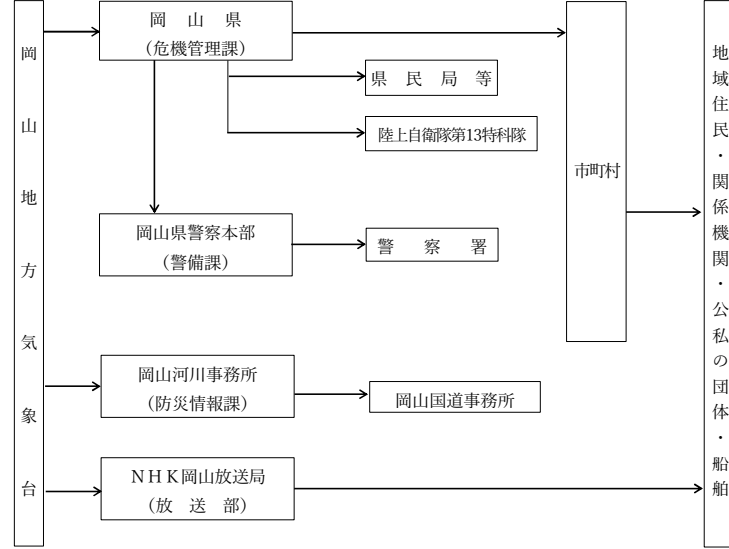 岡山地方気象台
岡　山　県
（危機管理課）
県　民　局　等
陸上自衛隊第13特科隊
岡山県警察本部
（警備課）
警　察　署
岡山河川事務所
（防災情報課）
岡山国道事務所
ＮＨＫ岡山放送局
（放　送　部）
市町村
地域住民・関係機関・公私の団体・船舶